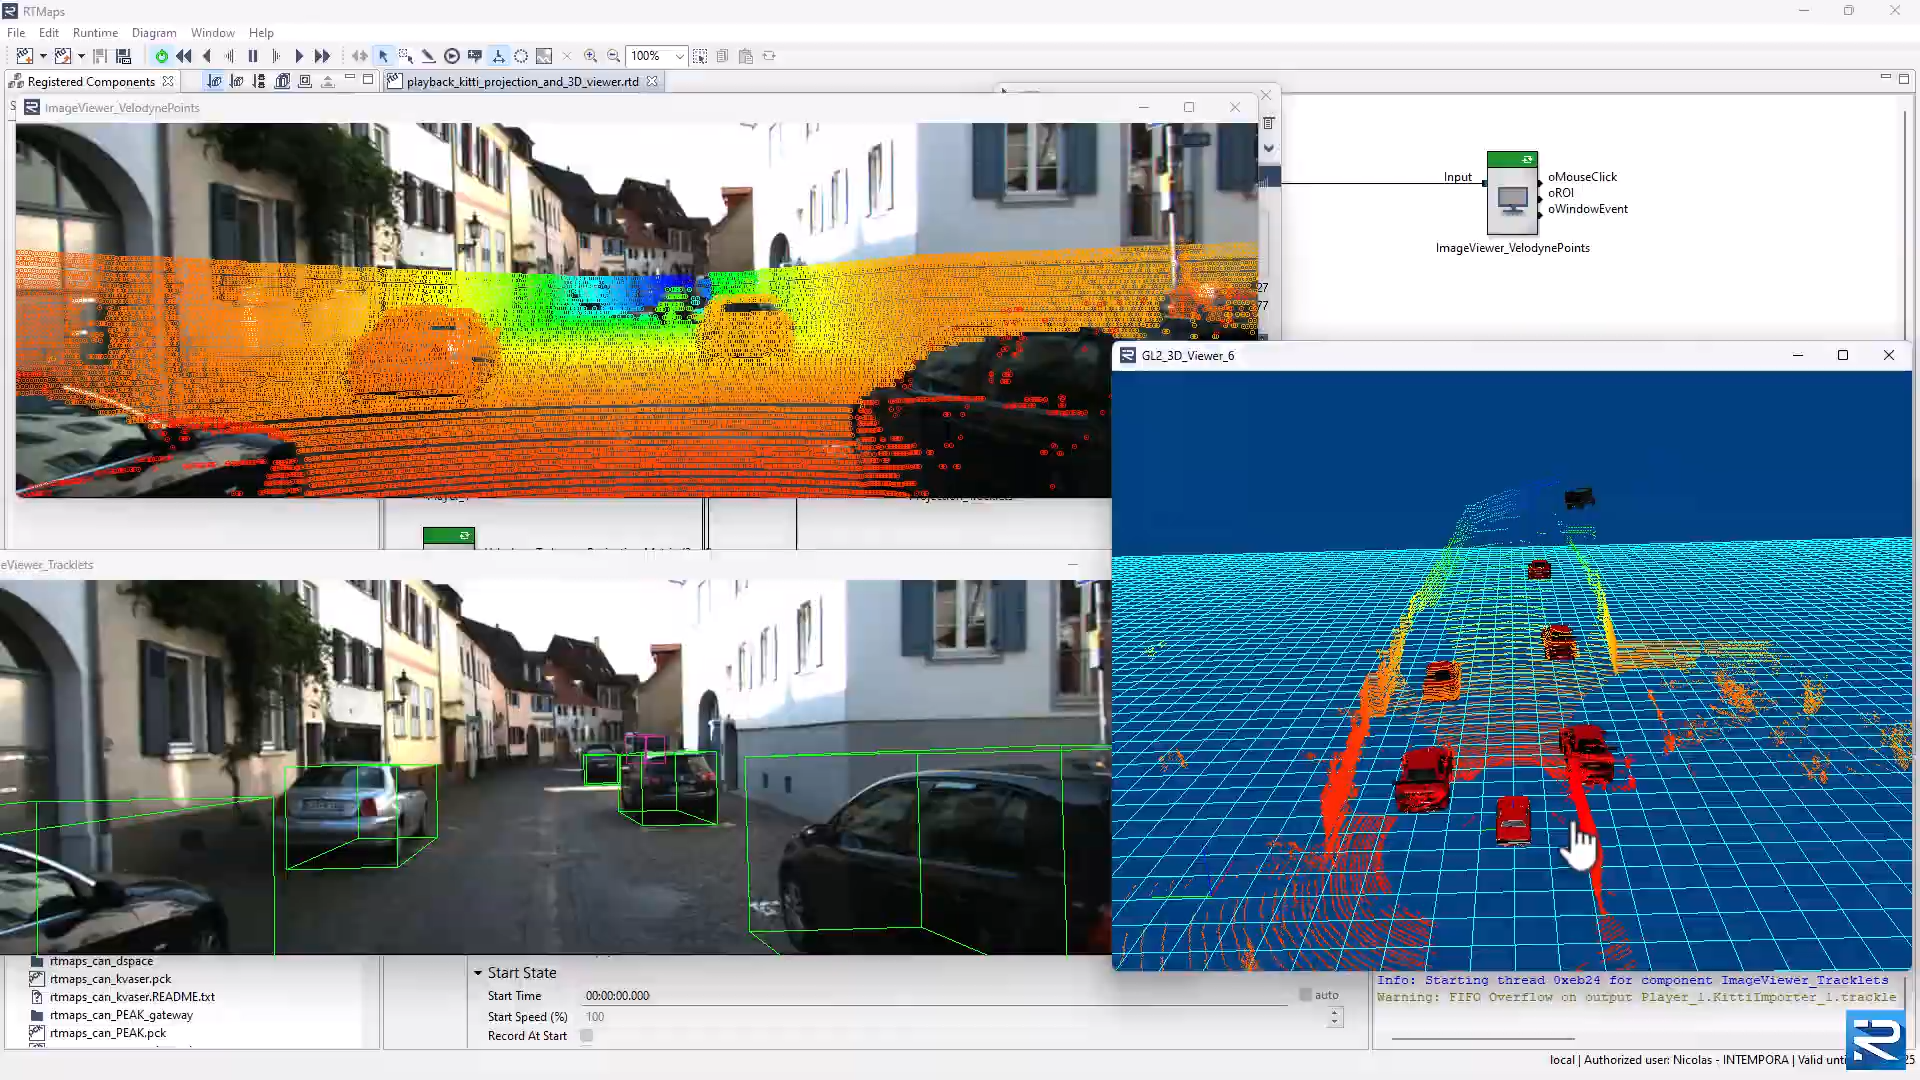 RTMaps
File Edit Runtime Diagram Window Help
100%
Registered Components
playback_kitti_projection_and_3D_viewer.rtd
ImageViewer_VelodynePoints
Input
oMouseClick
oROI
oWindowEvent
ImageViewer_VelodynePoints
27
77
GL2_3D_Viewer_6
eViewer_Tracklets
rtmaps_can_dspace
rtmaps_can_kvaser.pck
rtmaps_can_kvaser.README.txt
rtmaps_can_PEAK_gateway
rtmaps_can_PEAK.pck
Start State
Start Time 00:00:00.000 auto
Start Speed (%) 100
Record At Start
Info: Starting thread 0xeb24 for component ImageViewer_Tracklets
Warning: FIFO Overflow on output Player_1.KittiImporter_1.trackle
local | Authorized user: Nicolas - INTEMPORA | Valid unti
25